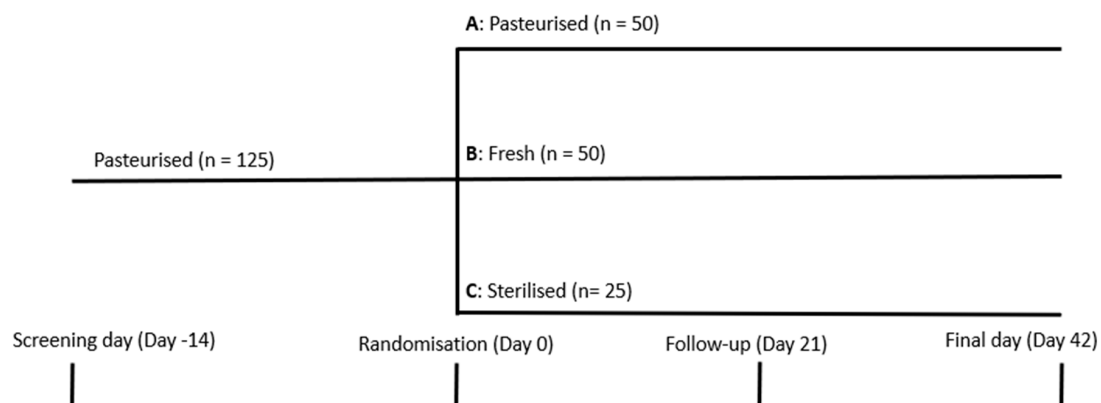 A: Pasteurised (n = 50)
Pasteurised (n = 125)
B: Fresh (n = 50)
C: Sterilised (n= 25)
Screening day (Day -14)
Randomisation (Day 0)
Follow-up (Day 21)
Final day (Day 42)